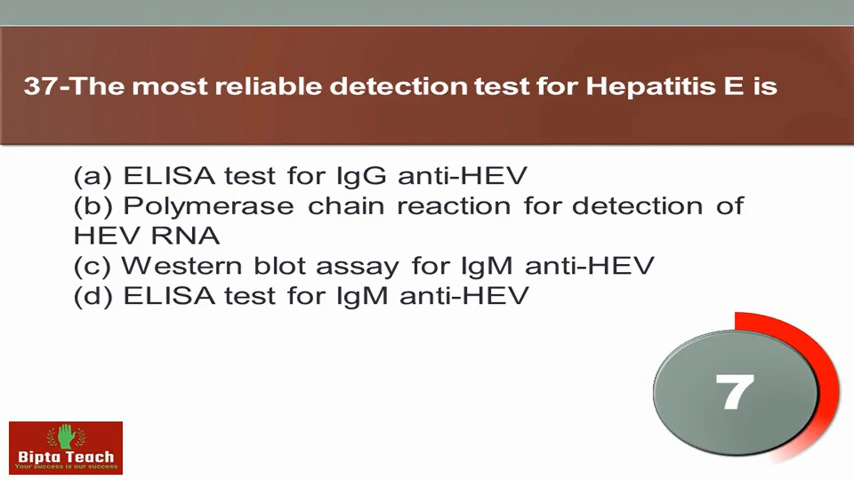 37-The most reliable detection test for Hepatitis E is
(a) ELISA test for IgG anti-HEV
(b) Polymerase chain reaction for detection of
HEV RNA
(c) Western blot assay for IgM anti-HEV
(d) ELISA test for IgM anti-HEV
7
Bipta Teach
Your success is our success